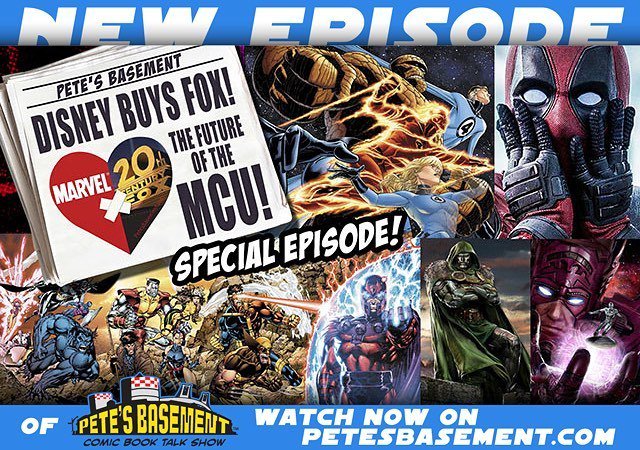 NEW EPISODE
PETE'S BASEMENT
DISNEY BUYS FOX!
MARVEL
20TH
CENTURY
FOX
THE FUTURE
OF THE
MCU!
SPECIAL EPISODE!
4
OF
PETE'S BASEMENT
COMIC BOOK TALK SHOW
WATCH NOW ON
PETESBASEMENT.COM